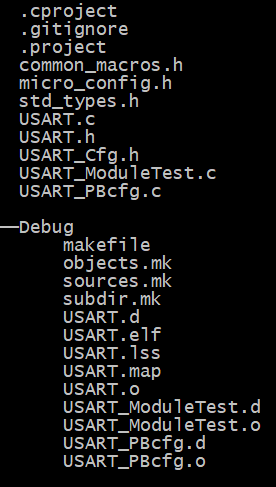 .cproject
.gitignore
.project
common_macros.h
micro_config.h
std_types.h
USART.c
USART.h
USART_Cfg.h
USART_ModuleTest.c
USART_PBcfg.c
Debug
makefile
objects.mk
sources.mk
subdir.mk
USART.d
USART.elf
USART.lss
USART.map
USART.o
USART_ModuleTest.d
USART_ModuleTest.o
USART_PBcfg.d
USART_PBcfg.o